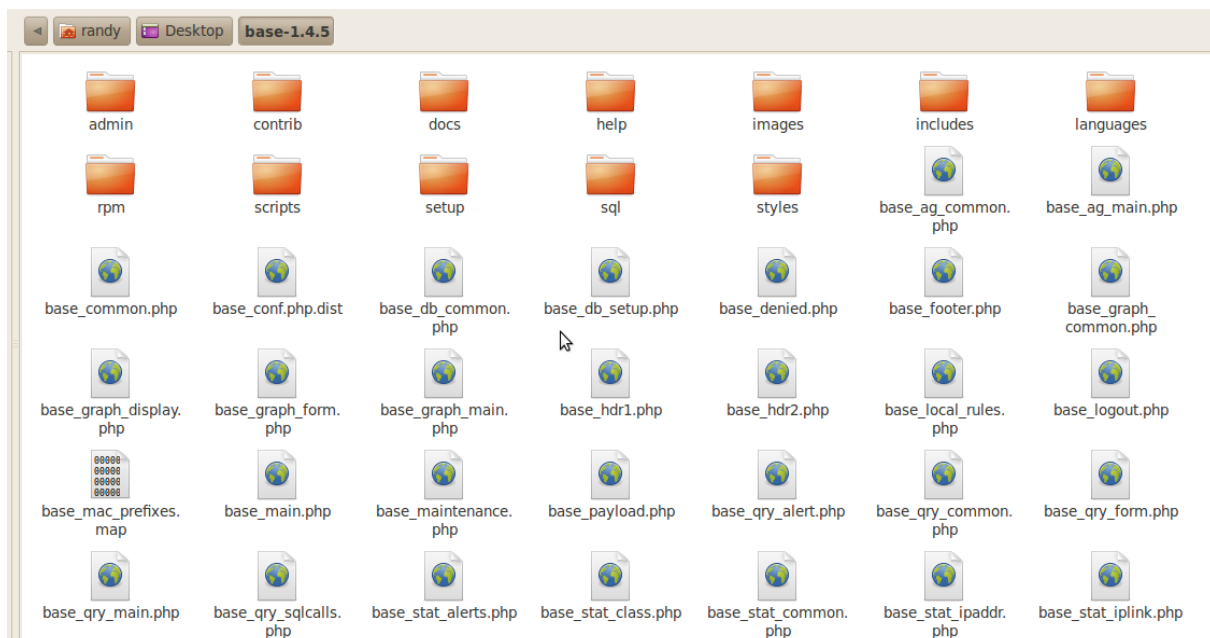 randy Desktop base-1.4.5
admin contrib docs help images includes languages
rpm scripts setup sql styles base_ag_common. base_ag_main.php
php
base_common.php base_conf.php.dist base_db_common. base_db_setup.php base_denied.php base_footer.php base_graph_
php common.php
base_graph_display. base_graph_form. base_graph_main. base_hdr1.php base_hdr2.php base_local_rules. base_logout.php
php php php php
00000
00000
00000
00000
base_mac_prefixes. base_main.php base_maintenance. base_payload.php base_qry_alert.php base_qry_common. base_qry_form.php
map php php
base_qry_main.php base_qry_sqlcalls. base_stat_alerts.php base_stat_class.php base_stat_common. base_stat_ipaddr. base_stat_iplink.php
php php php